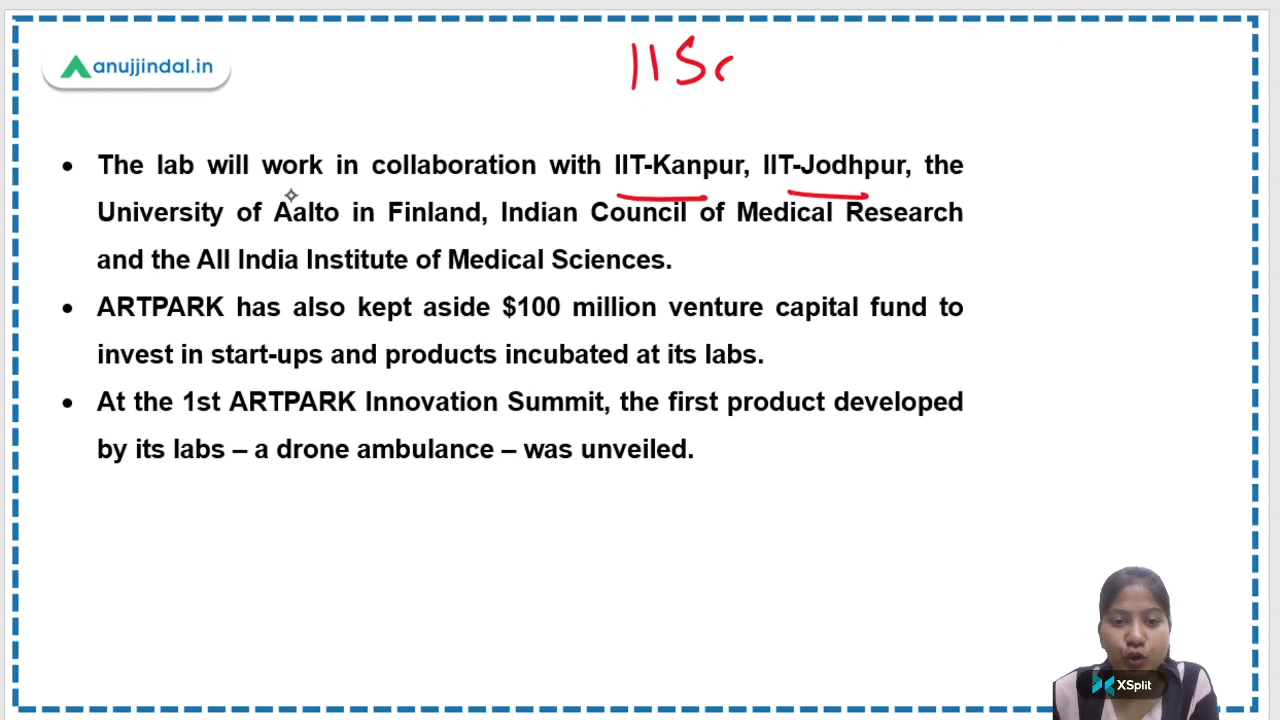 anujjindal.in
IISc
• The lab will work in collaboration with IIT-Kanpur, IIT-Jodhpur, the
University of Aalto in Finland, Indian Council of Medical Research
and the All India Institute of Medical Sciences.
• ARTPARK has also kept aside $100 million venture capital fund to
invest in start-ups and products incubated at its labs.
• At the 1st ARTPARK Innovation Summit, the first product developed
by its labs – a drone ambulance – was unveiled.
XSplit